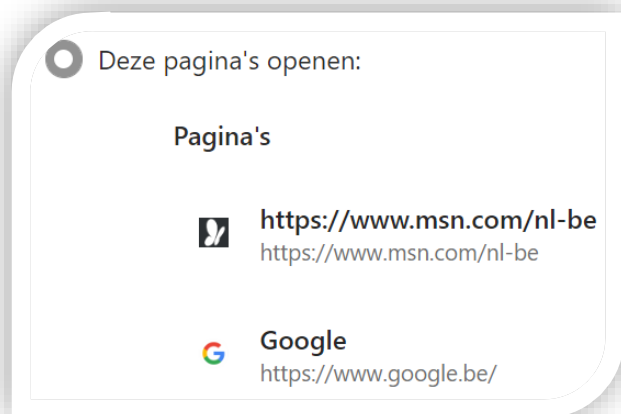 Deze pagina's openen:
Pagina's
https://www.msn.com/nl-be
https://www.msn.com/nl-be
Google
https://www.google.be/